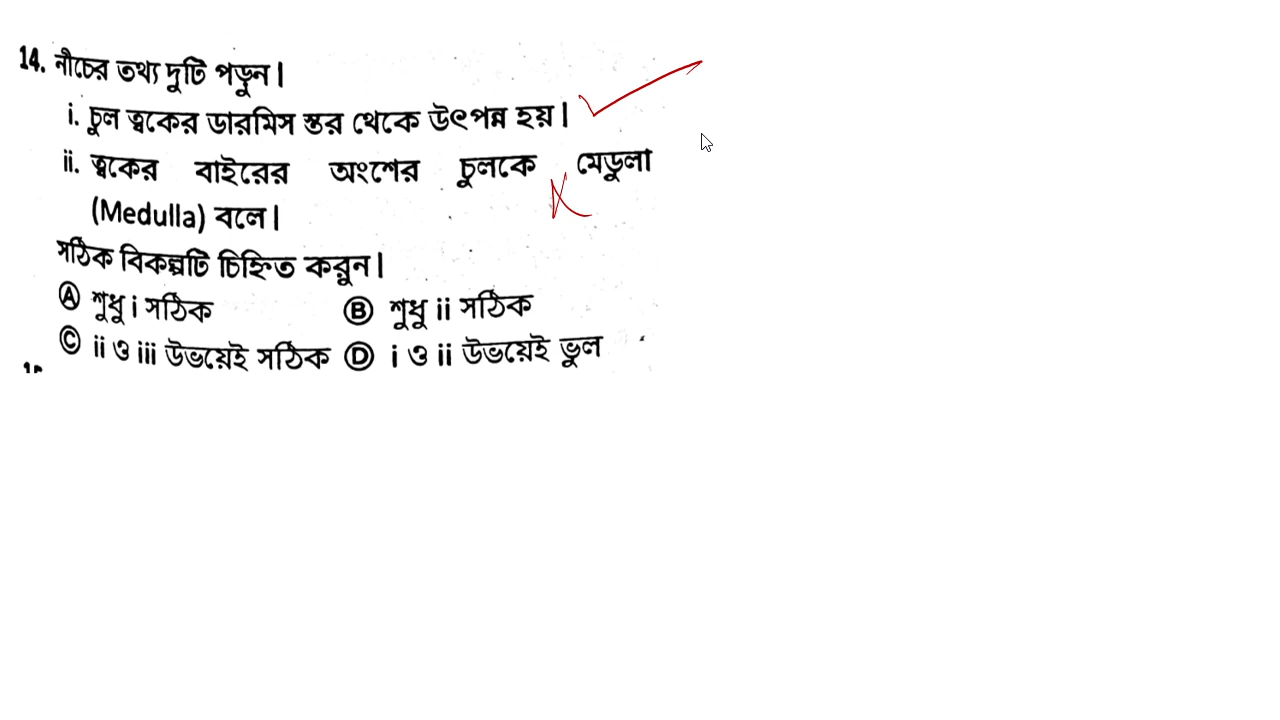 14. নীচের তথ্য দুটি পড়ুন।
i. চুল ত্বকের ডারমিস স্তর থেকে উৎপন্ন হয়।
ii. ত্বকের বাইরের অংশের চুলকে মেডুলা
(Medulla) বলে।
সঠিক বিকল্পটি চিহ্নিত করুন।
Ⓐ শুধু i সঠিক Ⓑ শুধু ii সঠিক
Ⓒ ii ও iii উভয়েই সঠিক Ⓓ i ও ii উভয়েই ভুল